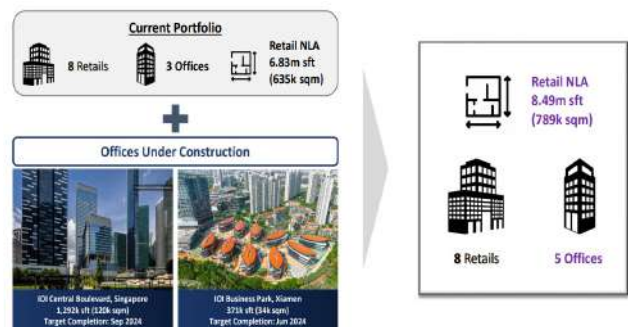 Current Portfolio
8 Retails
3 Offices
Retail NLA
6.83m sft
(635k sqm)
Offices Under Construction
IOI Central Boulevard, Singapore
1,292k sft (120k sqm)
Target Completion: Sep 2024
IOI Business Park, Xiamen
371k sft (34k sqm)
Target Completion: Jun 2024
Retail NLA
8.49m sft
(789k sqm)
8 Retails
5 Offices